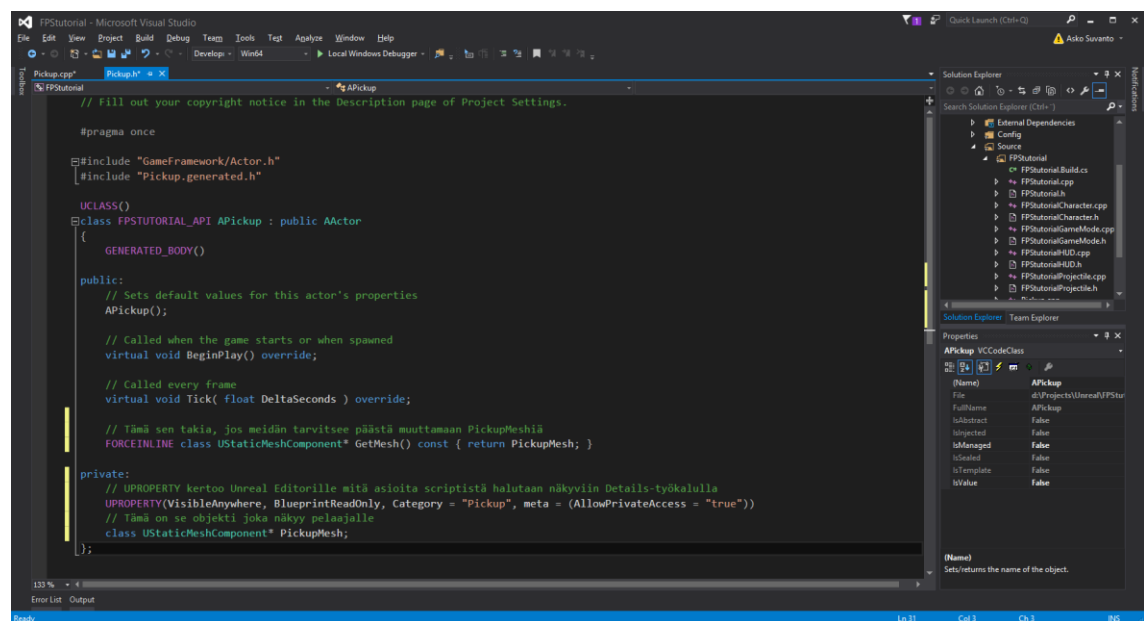 FPStutorial - Microsoft Visual Studio
1
Quick Launch (Ctrl+Q)
File Edit View Project Build Debug Team Tools Test Analyze Window Help
Asko Suvanto
Develop Win64 Local Windows Debugger
Toolbox
Pickup.cpp*
Pickup.h*
Solution Explorer
Notifications
FPStutorial
APickup
// Fill out your copyright notice in the Description page of Project Settings.
#pragma once
#include "GameFramework/Actor.h"
#include "Pickup.generated.h"
UCLASS()
class FPSTUTORIAL_API APickup : public AActor
{
GENERATED_BODY()
public:
// Sets default values for this actor's properties
APickup();
// Called when the game starts or when spawned
virtual void BeginPlay() override;
// Called every frame
virtual void Tick( float DeltaSeconds ) override;
// Tämä sen takia, jos meidän tarvitsee päästä muuttamaan PickupMeshiä
FORCEINLINE class UStaticMeshComponent* GetMesh() const { return PickupMesh; }
private:
// UPROPERTY kertoo Unreal Editorille mitä asioita scriptistä halutaan näkyviin Details-työkalulla
UPROPERTY(VisibleAnywhere, BlueprintReadOnly, Category = "Pickup", meta = (AllowPrivateAccess = "true"))
// Tämä on se objekti joka näkyy pelaajalle
class UStaticMeshComponent* PickupMesh;
};
133 %
Search Solution Explorer (Ctrl+¨)
External Dependencies
Config
Source
FPStutorial
FPStutorial.Build.cs
FPStutorial.cpp
FPStutorial.h
FPStutorialCharacter.cpp
FPStutorialCharacter.h
FPStutorialGameMode.cpp
FPStutorialGameMode.h
FPStutorialHUD.cpp
FPStutorialHUD.h
FPStutorialProjectile.cpp
FPStutorialProjectile.h
Solution Explorer Team Explorer
Properties
APickup VCCodeClass
(Name) APickup
File d:\Projects\Unreal\FPStur
FullName APickup
IsAbstract False
IsInjected False
IsManaged False
IsSealed False
IsTemplate False
IsValue False
(Name)
Sets/returns the name of the object.
Error List Output
Ready Ln 31 Col 3 Ch 3 INS